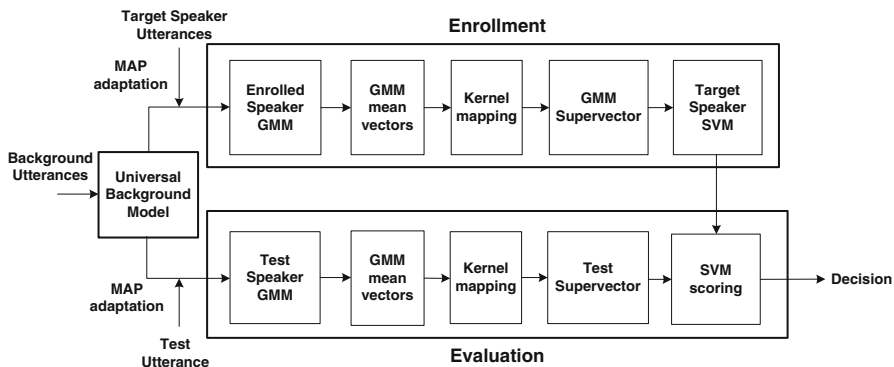 Target Speaker
Utterances
Enrollment
MAP
adaptation
Enrolled
Speaker
GMM
GMM
mean
vectors
Kernel
mapping
GMM
Supervector
Target
Speaker
SVM
Background
Utterances
Universal
Background
Model
Test
Speaker
GMM
GMM
mean
vectors
Kernel
mapping
Test
Supervector
SVM
scoring
Decision
MAP
adaptation
Test
Utterance
Evaluation